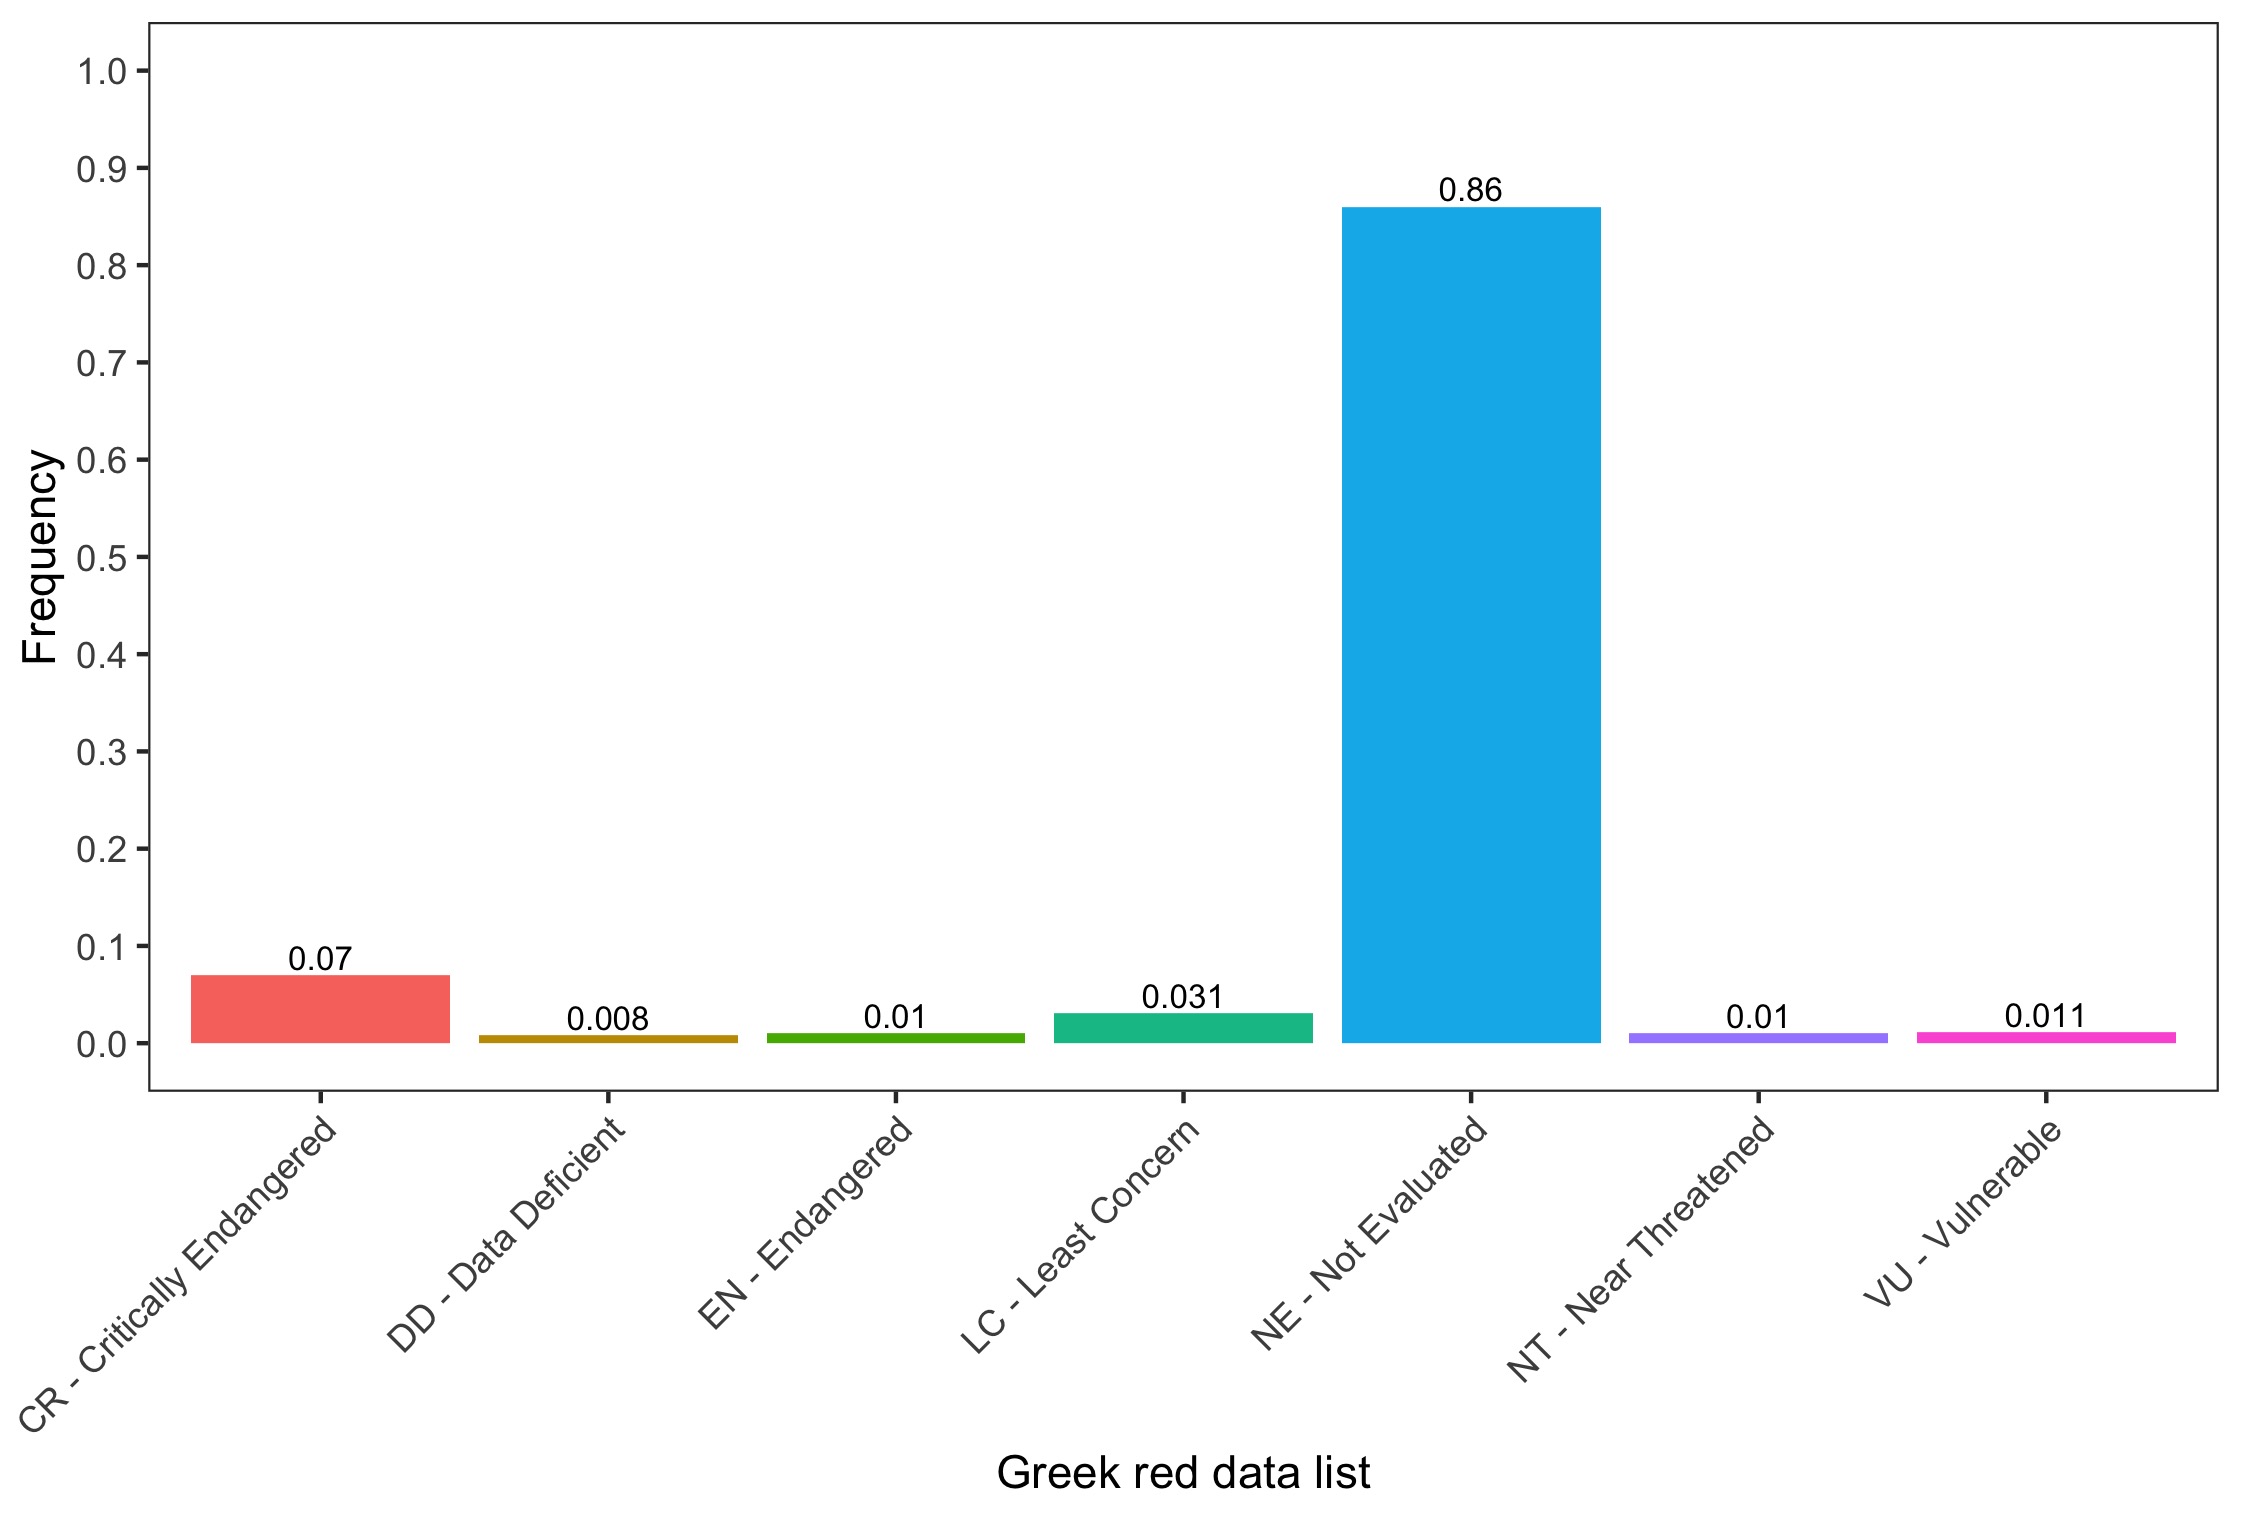 1.0
0.9
0.8
0.7
0.6
0.5
0.4
0.3
0.2
0.1
0.0
Frequency
0.07
0.008
0.01
0.031
0.86
0.01
0.011
CR - Critically Endangered
DD - Data Deficient
EN - Endangered
LC - Least Concern
NE - Not Evaluated
NT - Near Threatened
VU - Vulnerable
Greek red data list